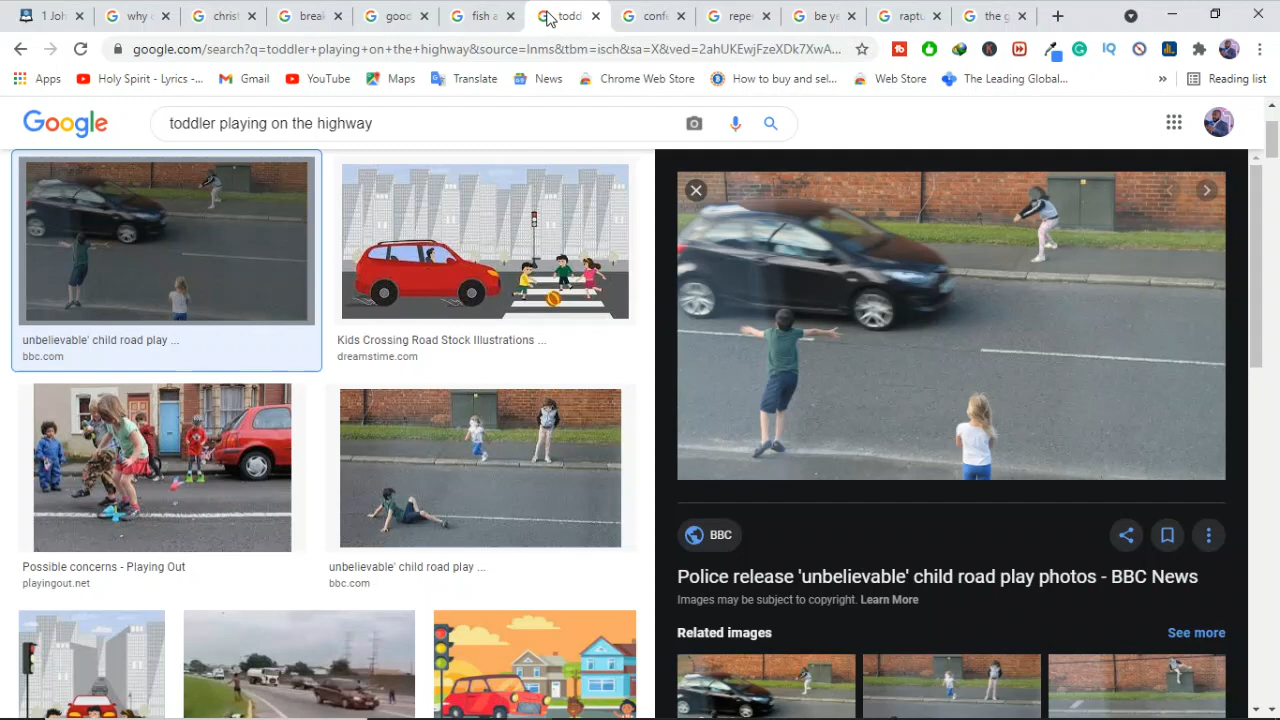 1 Joh
why c
christ
break
good
fish a
todd
confe
repe
be ye
raptu
the g
google.com/search?q=toddler+playing+on+the+highway&source=lnms&tbm=isch&sa=X&ved=2ahUKEwjFzeXDk7XwA...
Apps
Holy Spirit - Lyrics -...
Gmail
YouTube
Maps
Translate
News
Chrome Web Store
How to buy and sel...
Web Store
The Leading Global...
»
Reading list
Google
toddler playing on the highway
unbelievable' child road play ...
bbc.com
Kids Crossing Road Stock Illustrations ...
dreamstime.com
Possible concerns - Playing Out
playingout.net
unbelievable' child road play ...
bbc.com
BBC
Police release 'unbelievable' child road play photos - BBC News
Images may be subject to copyright. Learn More
Related images
See more